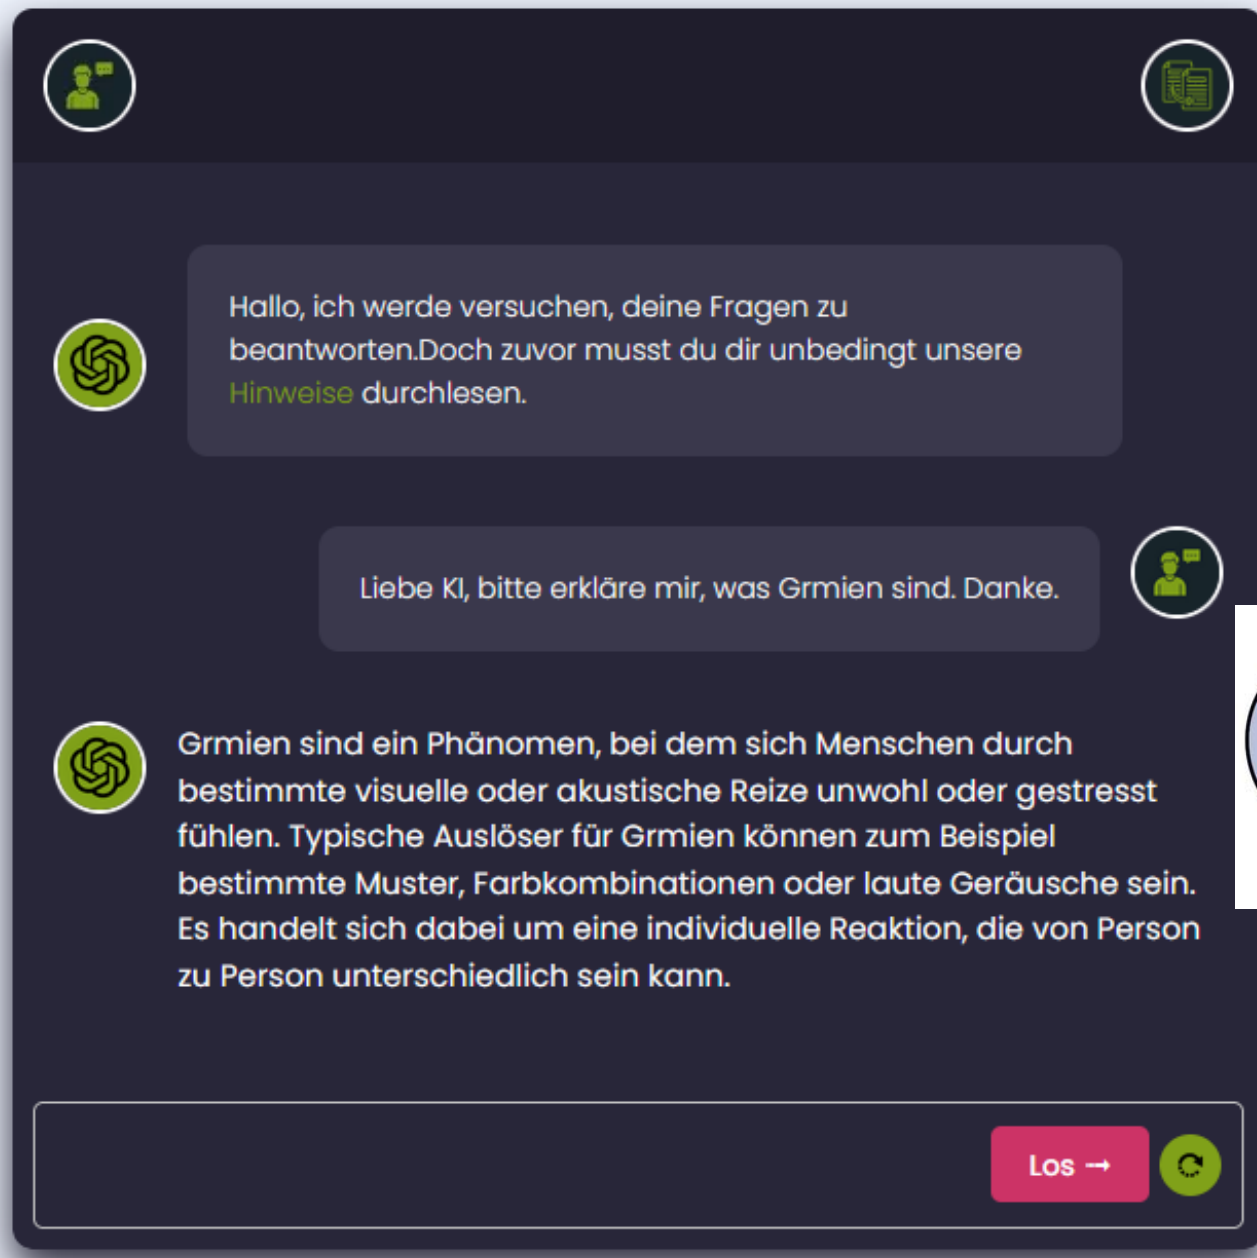 Hallo, ich werde versuchen, deine Fragen zu
beantworten.Doch zuvor musst du dir unbedingt unsere
Hinweise durchlesen.
Liebe KI, bitte erkläre mir, was Grmien sind. Danke.
Grmien sind ein Phänomen, bei dem sich Menschen durch
bestimmte visuelle oder akustische Reize unwohl oder gestresst
fühlen. Typische Auslöser für Grmien können zum Beispiel
bestimmte Muster, Farbkombinationen oder laute Geräusche sein.
Es handelt sich dabei um eine individuelle Reaktion, die von Person
zu Person unterschiedlich sein kann.
Los →